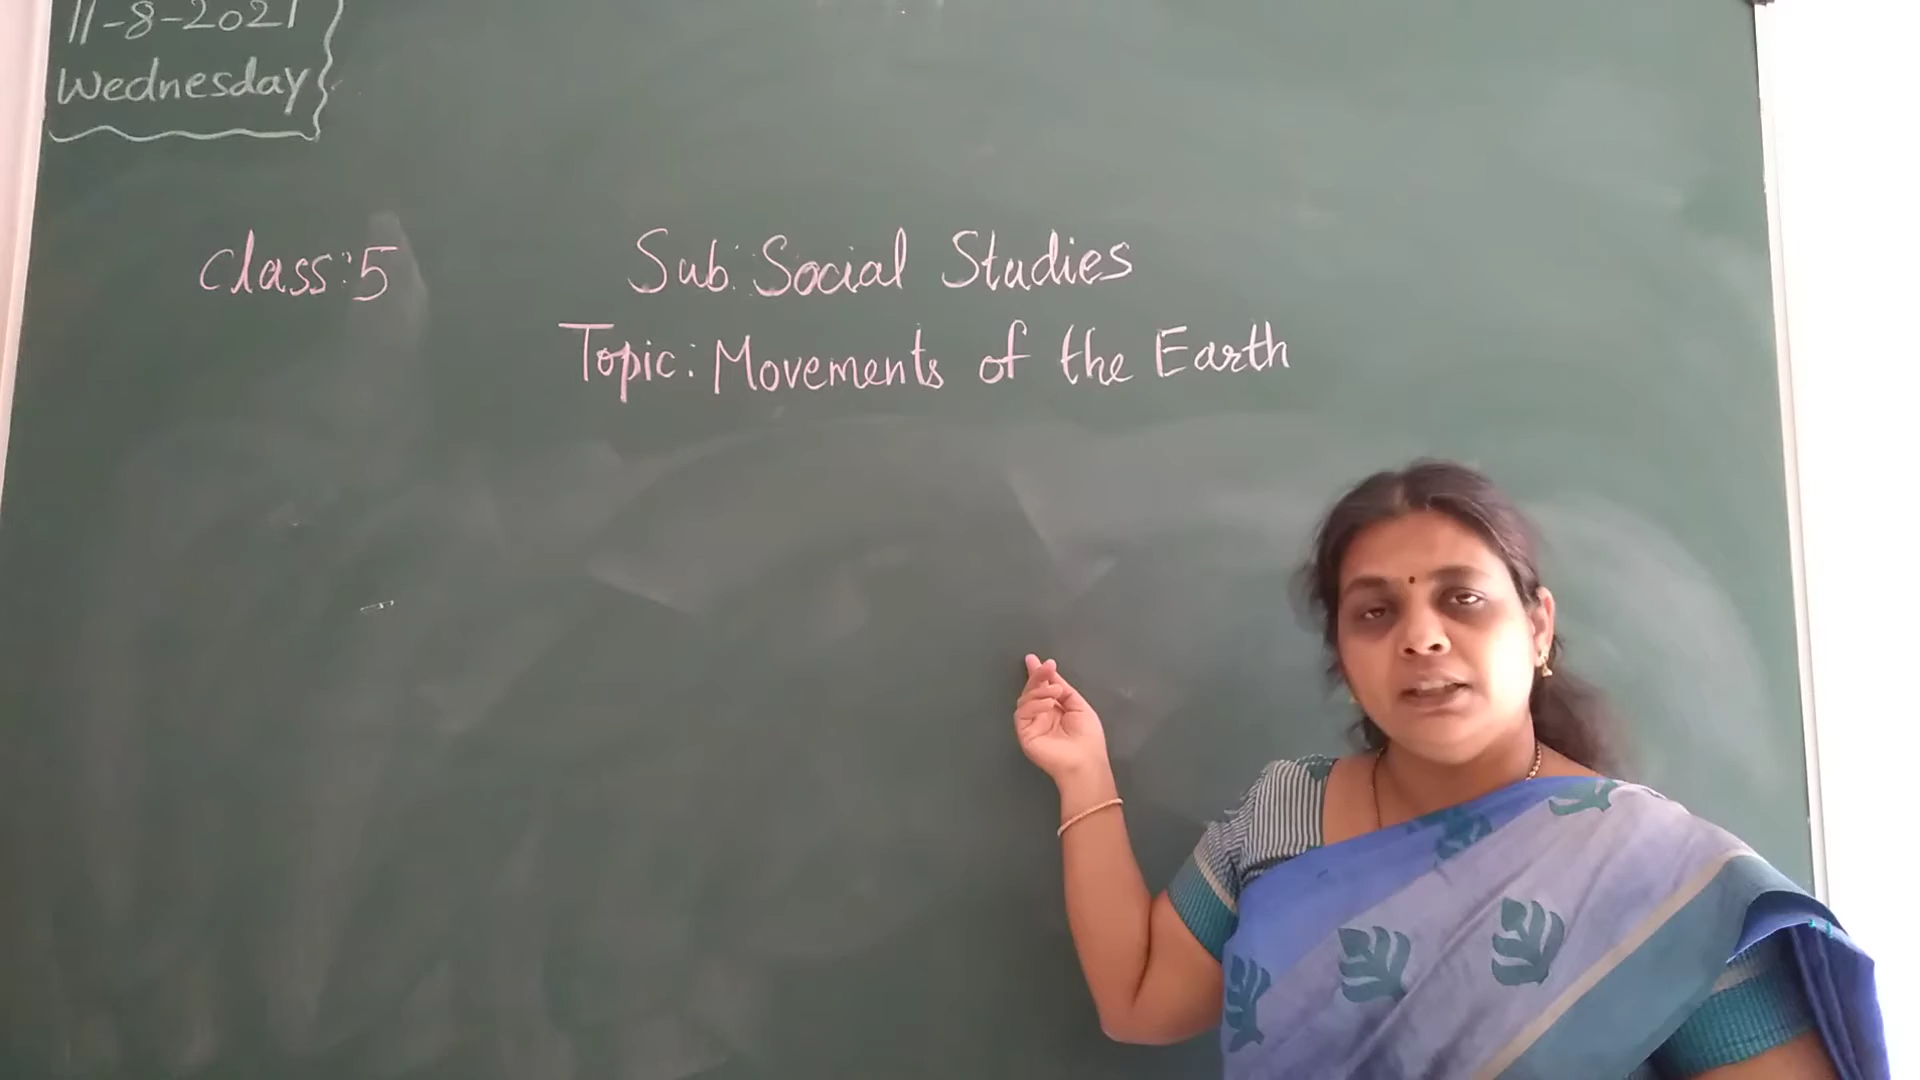 11-8-2021
Wednesday
Class: 5
Sub: Social Studies
Topic: Movements of the Earth